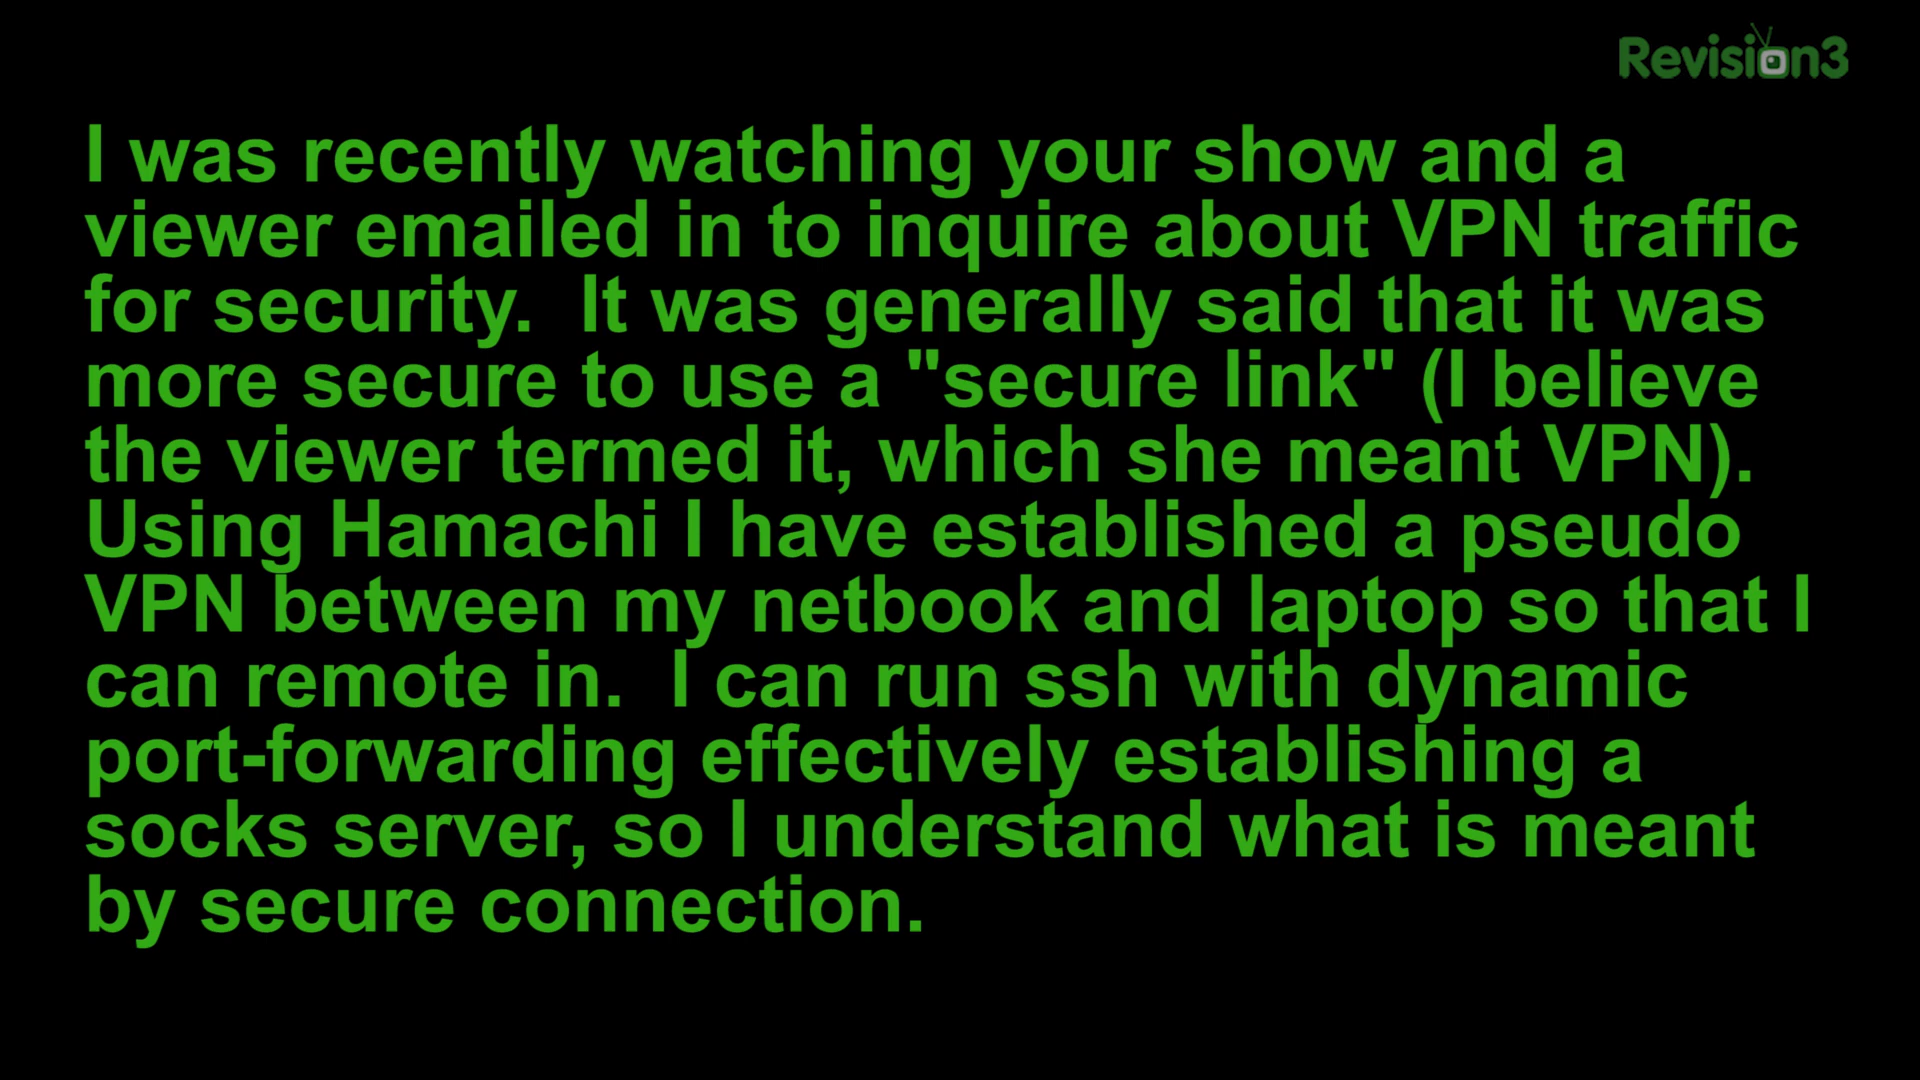 Revision3
I was recently watching your show and a
viewer emailed in to inquire about VPN traffic
for security.  It was generally said that it was
more secure to use a "secure link" (I believe
the viewer termed it, which she meant VPN).
Using Hamachi I have established a pseudo
VPN between my netbook and laptop so that I
can remote in.  I can run ssh with dynamic
port-forwarding effectively establishing a
socks server, so I understand what is meant
by secure connection.